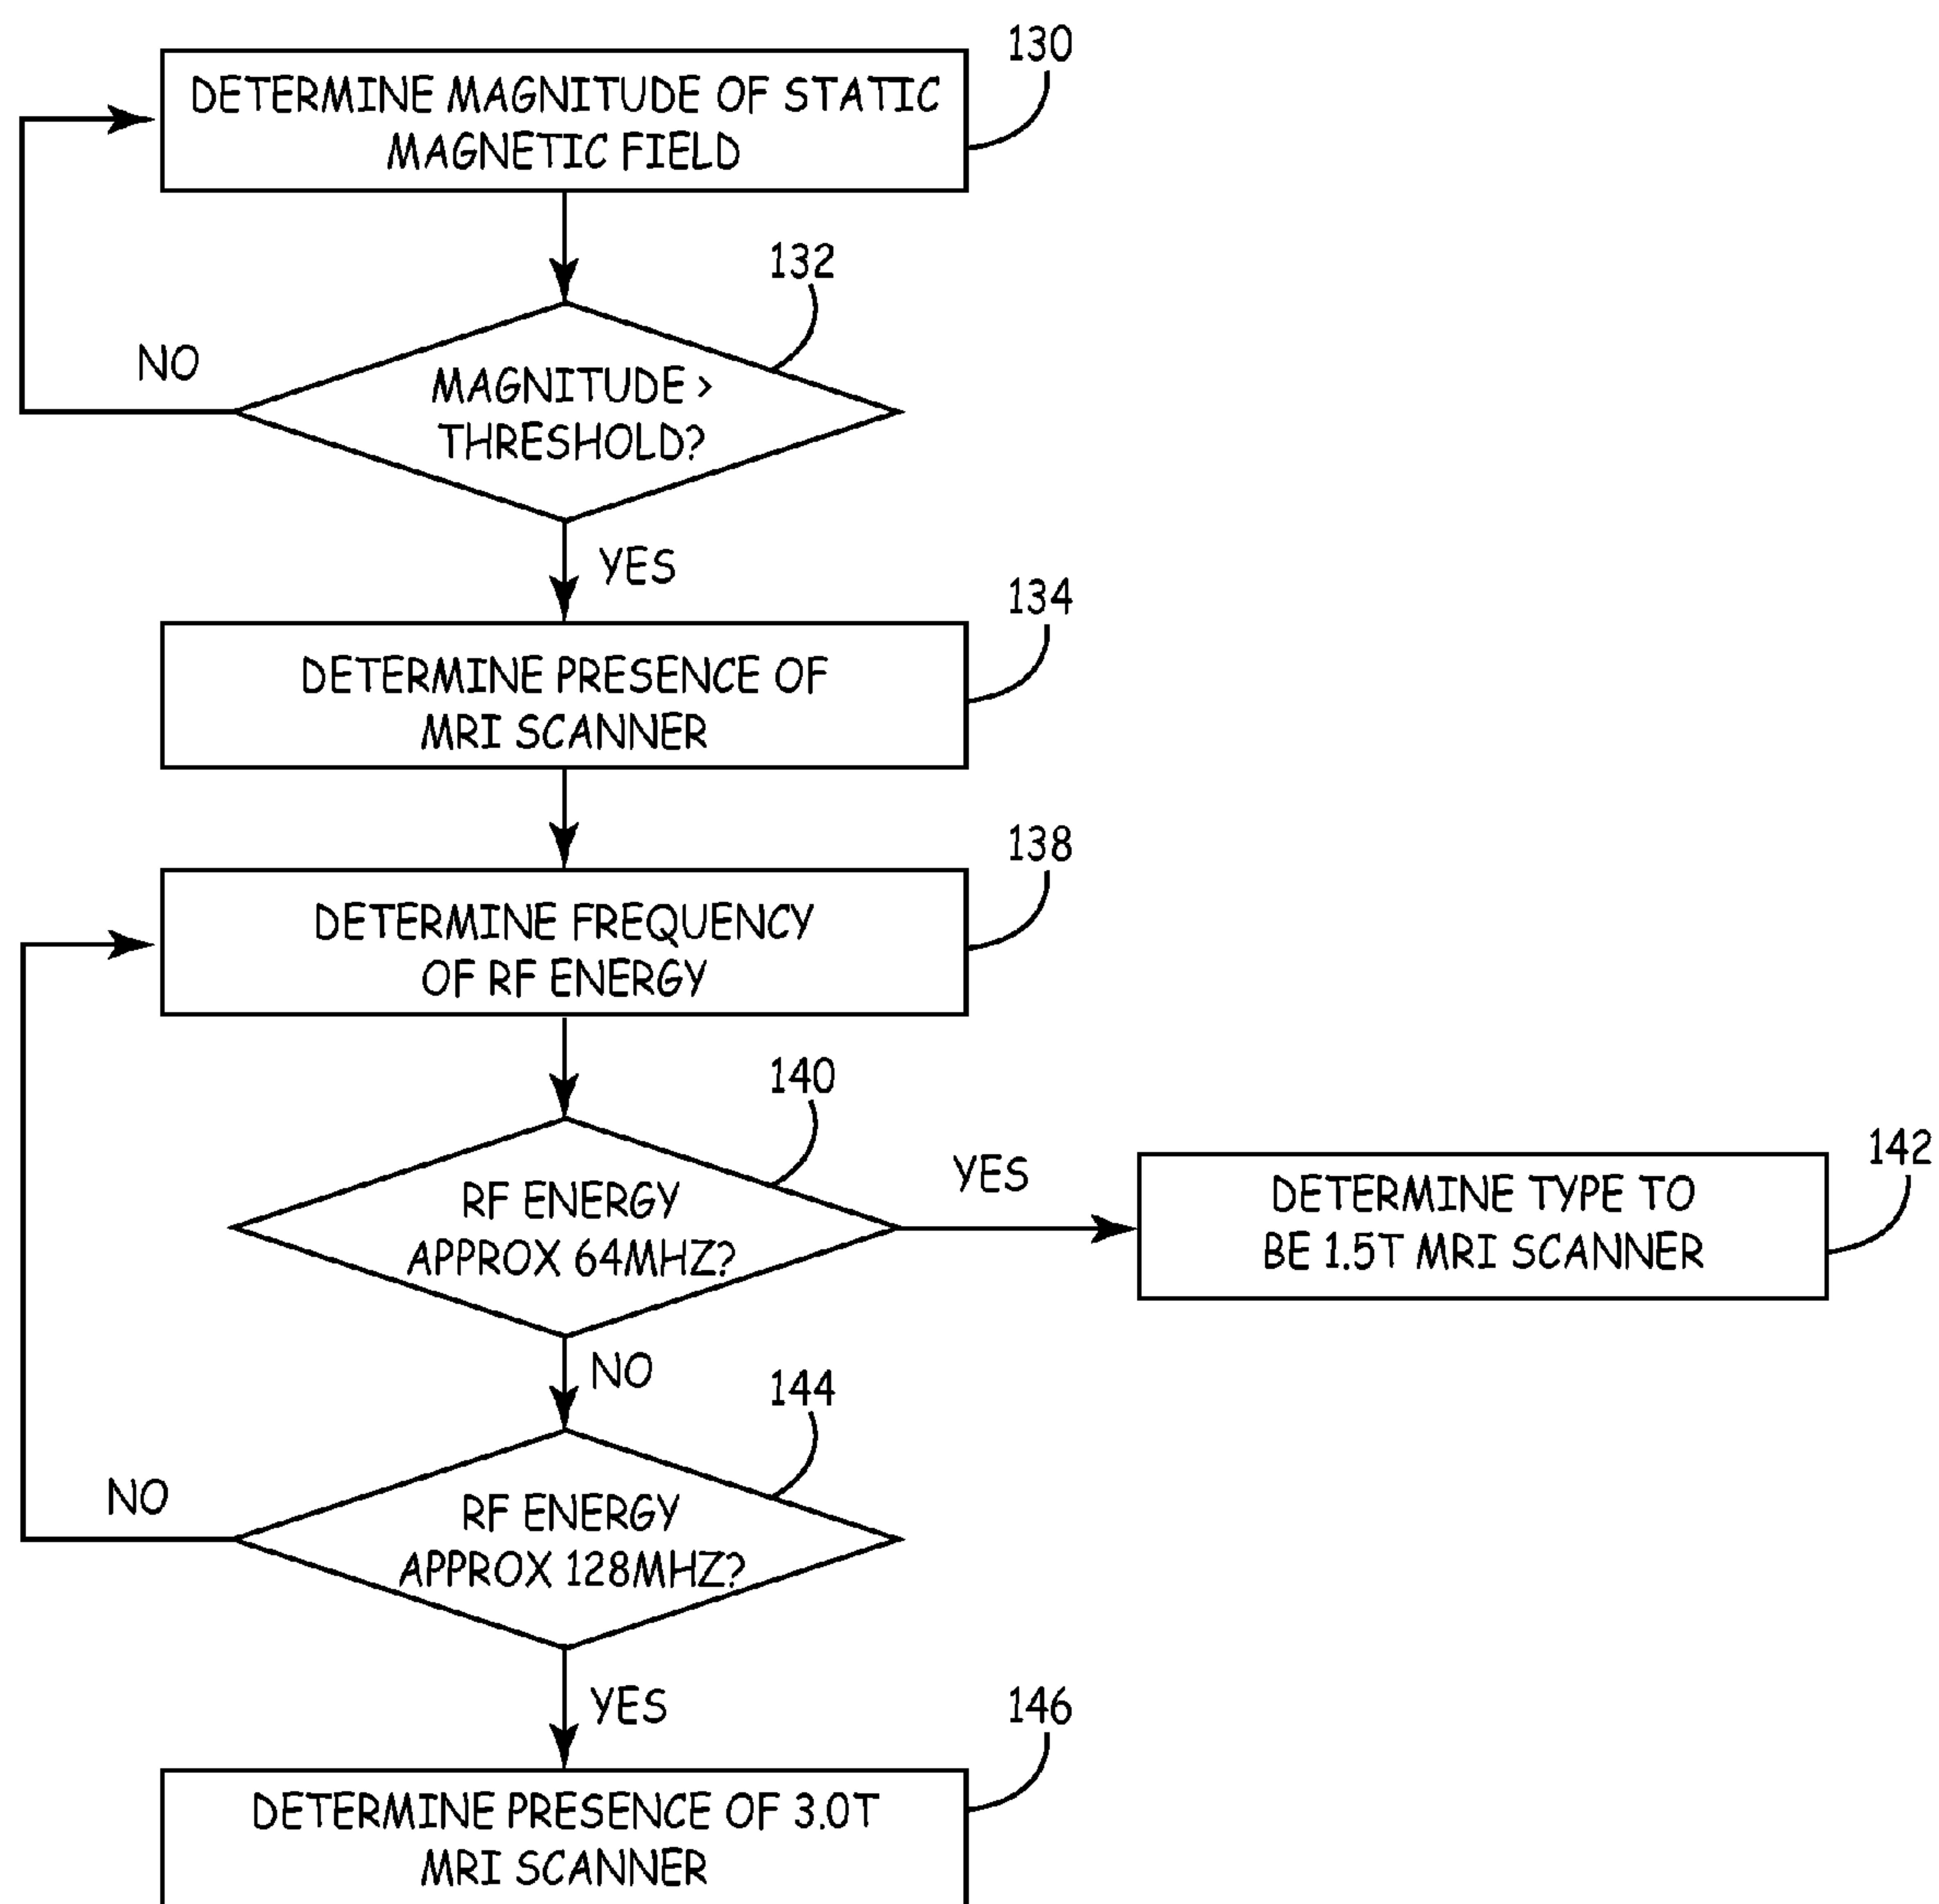 130
DETERMINE MAGNITUDE OF STATIC
MAGNETIC FIELD
132
NO
MAGNITUDE >
THRESHOLD?
YES
134
DETERMINE PRESENCE OF
MRI SCANNER
138
DETERMINE FREQUENCY
OF RF ENERGY
140
RF ENERGY
APPROX 64MHZ?
YES
142
DETERMINE TYPE TO
BE 1.5T MRI SCANNER
NO
144
NO
RF ENERGY
APPROX 128MHZ?
YES
146
DETERMINE PRESENCE OF 3.0T
MRI SCANNER